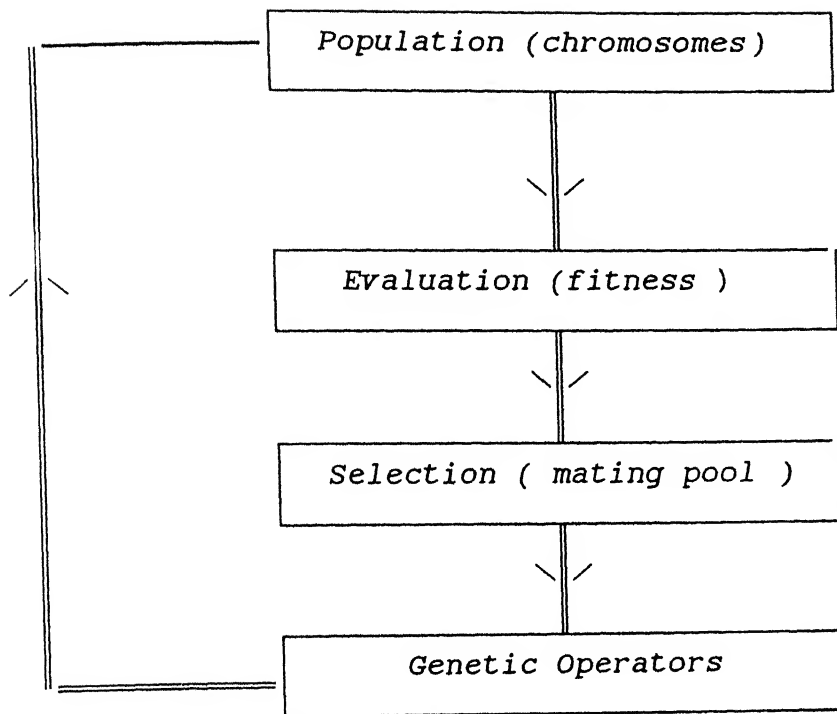 Population (chromosomes)
Evaluation (fitness )
Selection ( mating pool )
Genetic Operators